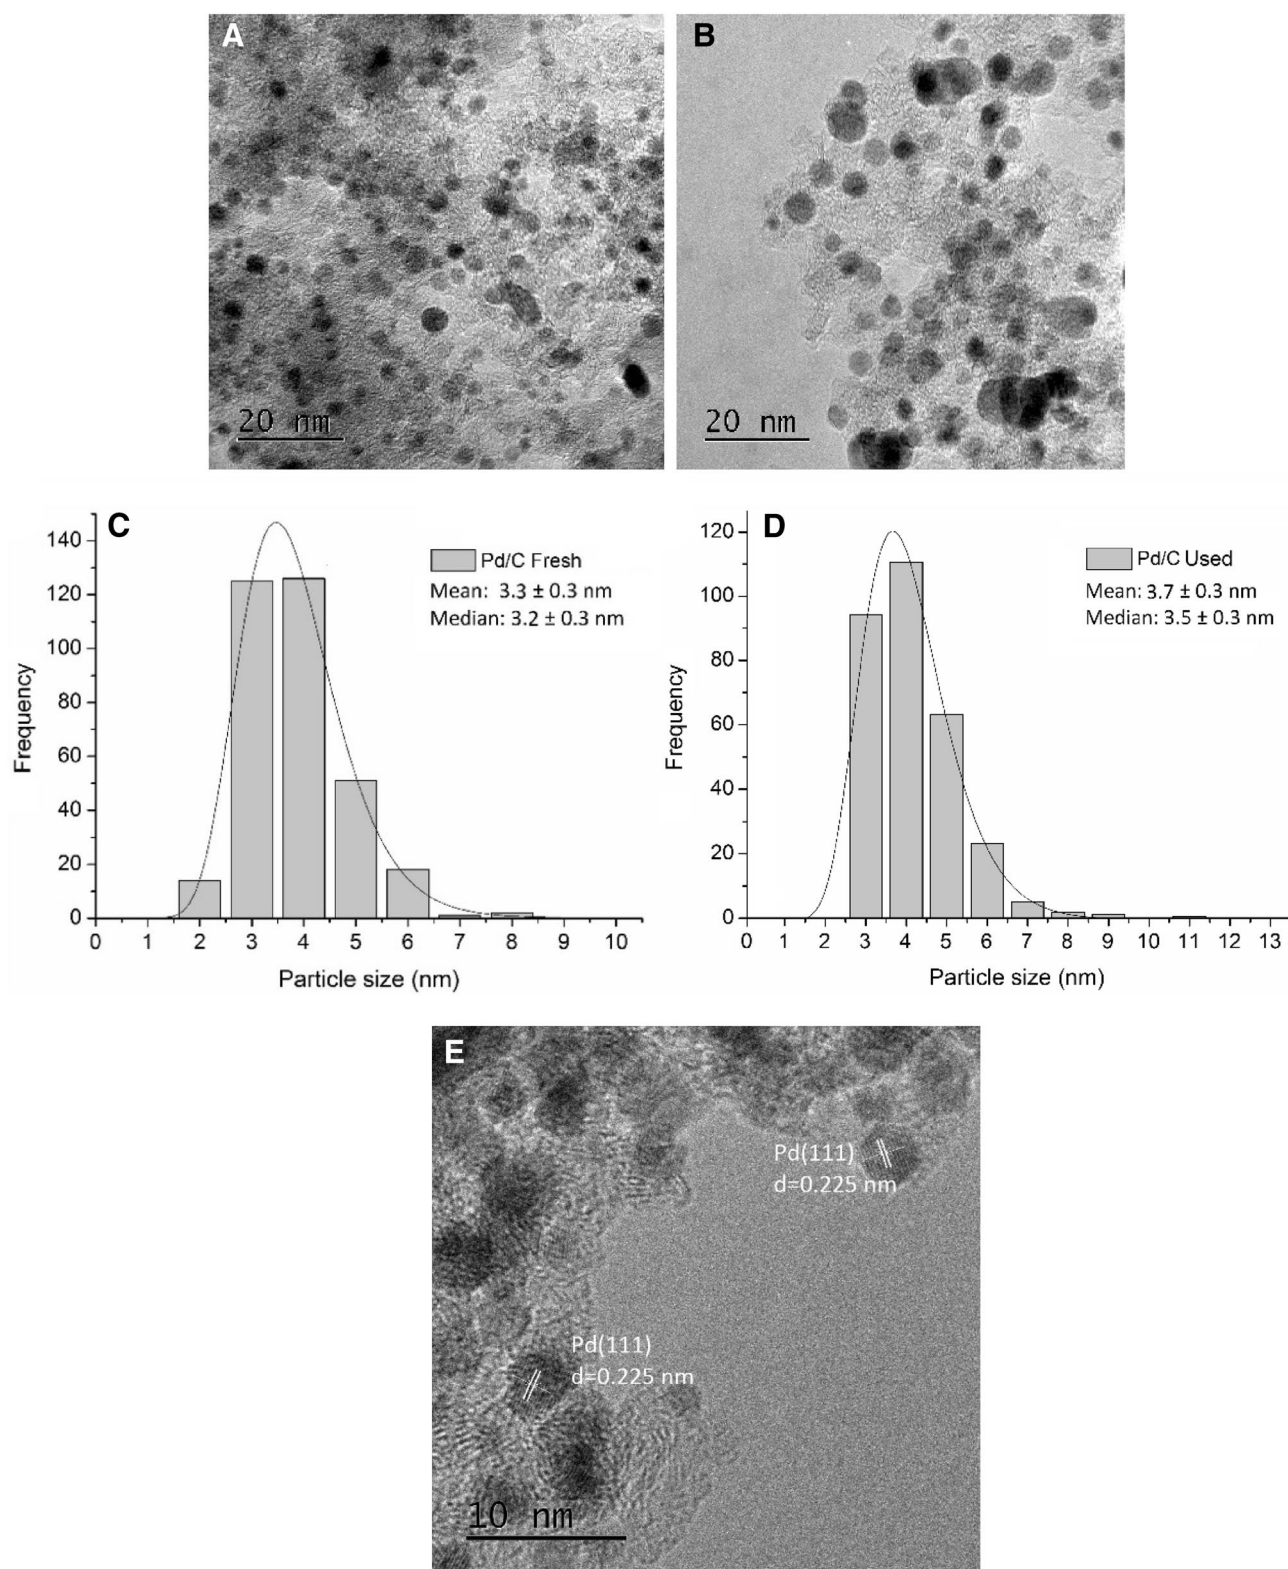 A
B
20 nm
20 nm
C
Pd/C Fresh
Mean: 3.3 ± 0.3 nm
Median: 3.2 ± 0.3 nm
Frequency
140
120
100
80
60
40
20
0
0 1 2 3 4 5 6 7 8 9 10
Particle size (nm)
D
Pd/C Used
Mean: 3.7 ± 0.3 nm
Median: 3.5 ± 0.3 nm
Frequency
120
100
80
60
40
20
0
0 1 2 3 4 5 6 7 8 9 10 11 12 13
Particle size (nm)
E
Pd(111)
d=0.225 nm
Pd(111)
d=0.225 nm
10 nm